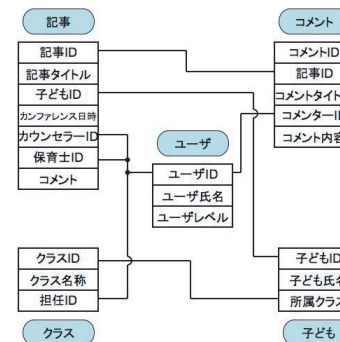 記事
記事ID
記事タイトル
子どもID
カンファレンス日時
カウンセラーID
保育士ID
コメント
ユーザ
ユーザID
ユーザ氏名
ユーザレベル
コメント
コメントID
記事ID
コメントタイト
コメンターID
コメント内容
クラスID
クラス名称
担任ID
クラス
子どもID
子ども氏名
所属クラス
子ども